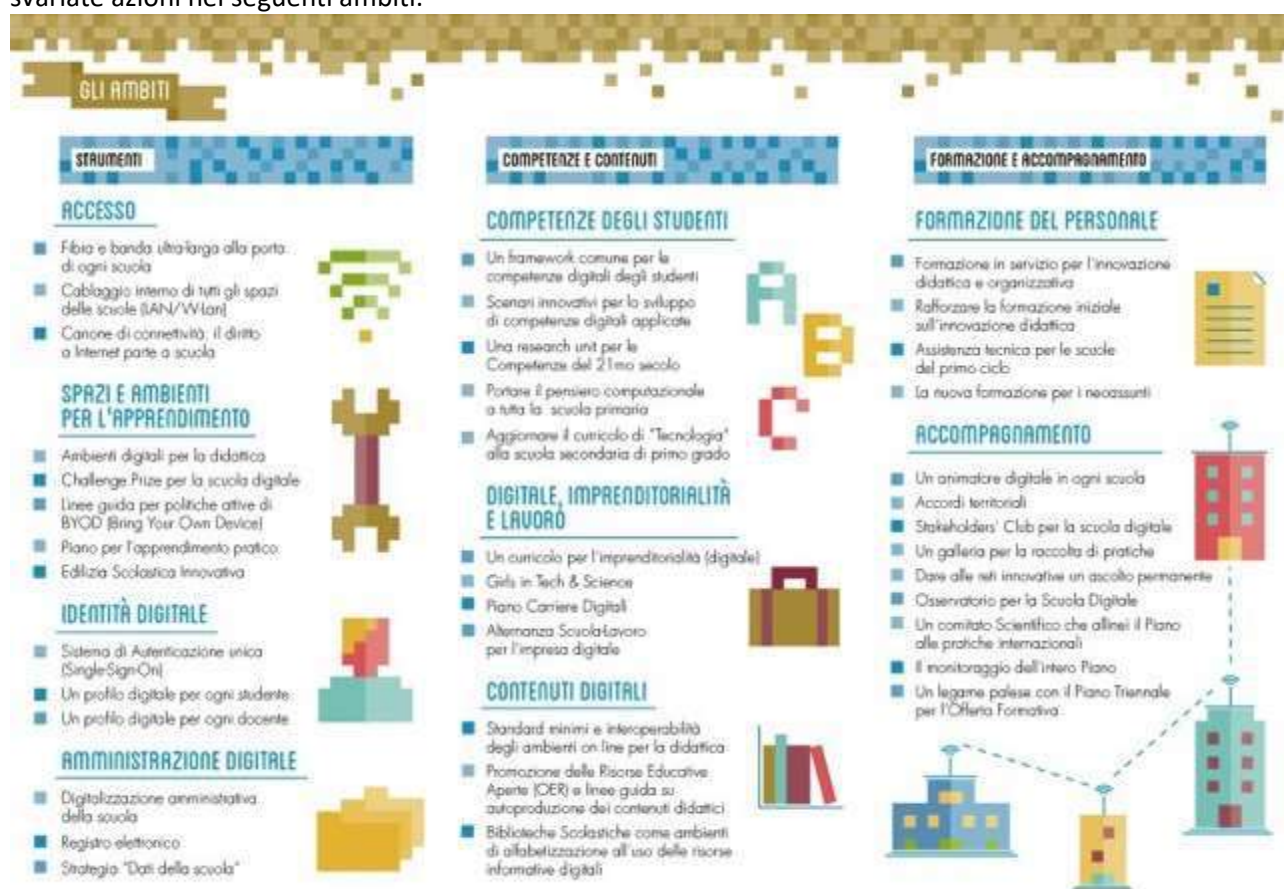 svariate azioni nei seguenti ambiti:
GLI AMBITI
STRUMENTI
ACCESSO
Fibra e banda ultra-larga alla porta
di ogni scuola
Cablaggio interno di tutti gli spazi
delle scuole (LAN/W-Lan)
Canone di connettività: il diritto
a Internet parte a scuola
SPAZI E AMBIENTI
PER L'APPRENDIMENTO
Ambienti digitali per la didattica
Challenge Prize per la scuola digitale
Linee guida per politiche attive di
BYOD (Bring Your Own Device)
Piano per l'apprendimento pratico
Edilizia Scolastica Innovativa
IDENTITÀ DIGITALE
Sistema di Autenticazione unica
(Single-Sign-On)
Un profilo digitale per ogni studente
Un profilo digitale per ogni docente
AMMINISTRAZIONE DIGITALE
Digitalizzazione amministrativa
della scuola
Registro elettronico
Strategia "Dati della scuola"
COMPETENZE E CONTENUTI
COMPETENZE DEGLI STUDENTI
Un framework comune per le
competenze digitali degli studenti
Scenari innovativi per lo sviluppo
di competenze digitali applicate
Una research unit per le
Competenze del 21mo secolo
Portare il pensiero computazionale
a tutta la scuola primaria
Aggiornare il curricolo di "Tecnologia"
alla scuola secondaria di primo grado
A
B
C
DIGITALE, IMPRENDITORIALITÀ
E LAVORO
Un curricolo per l'imprenditorialità (digitale)
Girls in Tech & Science
Piano Carriere Digitali
Alternanza Scuola-Lavoro
per l'impresa digitale
CONTENUTI DIGITALI
Standard minimi e interoperabilità
degli ambienti on line per la didattica
Promozione delle Risorse Educative
Aperte (OER) e linee guida su
autoproduzione dei contenuti didattici
Biblioteche Scolastiche come ambienti
di alfabetizzazione all'uso delle risorse
informative digitali
FORMAZIONE E ACCOMPAGNAMENTO
FORMAZIONE DEL PERSONALE
Formazione in servizio per l'innovazione
didattica e organizzativa
Rafforzare la formazione iniziale
sull'innovazione didattica
Assistenza tecnica per le scuole
del primo ciclo
La nuova formazione per i neoassunti
ACCOMPAGNAMENTO
Un animatore digitale in ogni scuola
Accordi territoriali
Stakeholders' Club per la scuola digitale
Un galleria per la raccolta di pratiche
Dare alle reti innovative un ascolto permanente
Osservatorio per la Scuola Digitale
Un comitato Scientifico che allinei il Piano
alle pratiche internazionali
Il monitoraggio dell'intero Piano
Un legame palese con il Piano Triennale
per l'Offerta Formativa